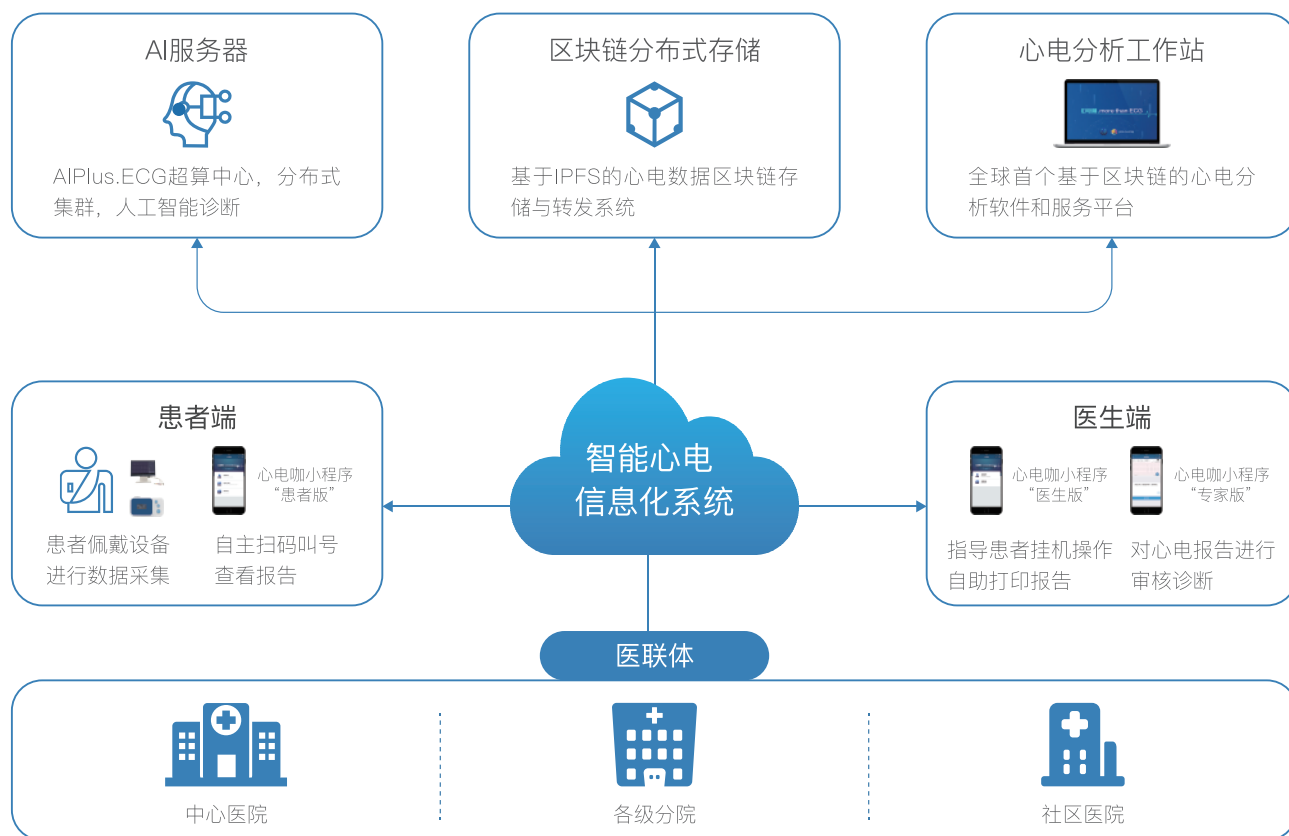 AI服务器
AIPlus.ECG超算中心，分布式
集群，人工智能诊断
区块链分布式存储
基于IPFS的心电数据区块链存
储与转发系统
心电分析工作站
more than ECG
全球首个基于区块链的心电分
析软件和服务平台
智能心电
信息化系统
患者端
心电咖小程序
“患者版”
患者佩戴设备
进行数据采集
自主扫码叫号
查看报告
医生端
心电咖小程序
“医生版”
心电咖小程序
“专家版”
指导患者挂机操作
自助打印报告
对心电报告进行
审核诊断
医联体
中心医院
各级分院
社区医院